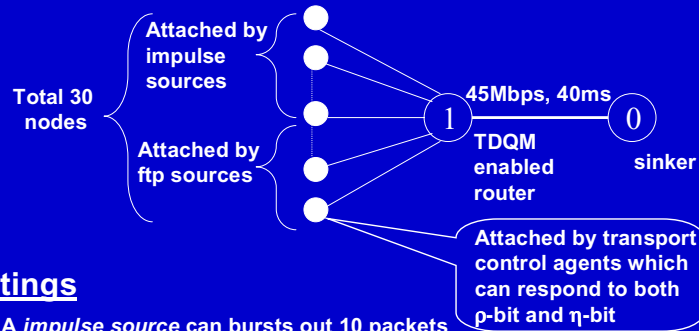 Attached by
impulse
sources
Total 30
nodes
Attached by
ftp sources
1
45Mbps, 40ms
0
TDQM
enabled
router
sinker
Attached by transport
control agents which
can respond to both
ρ-bit and η-bit
tings
A impulse source can bursts out 10 packets